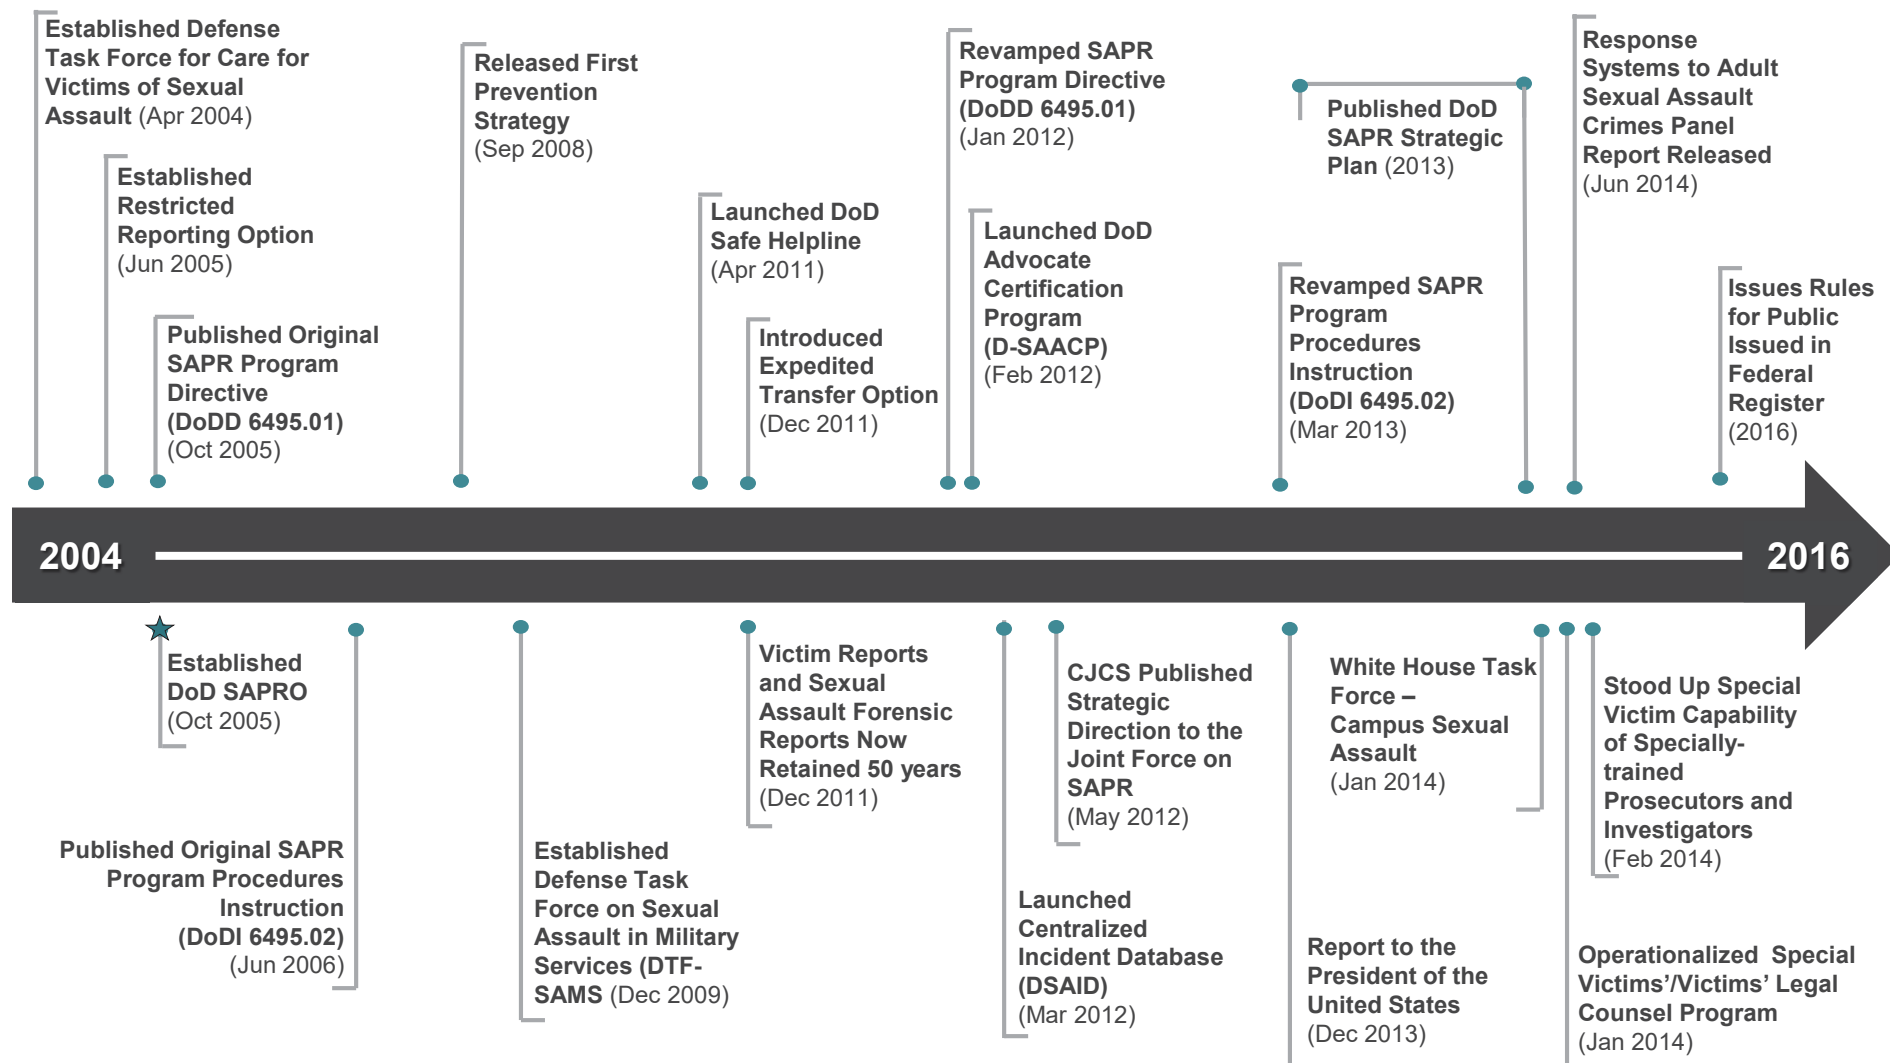 Established Defense
Task Force for Care for
Victims of Sexual
Assault (Apr 2004)
Established
Restricted
Reporting Option
(Jun 2005)
Published Original
SAPR Program
Directive
(DoDD 6495.01)
(Oct 2005)
Released First
Prevention
Strategy
(Sep 2008)
Launched DoD
Safe Helpline
(Apr 2011)
Introduced
Expedited
Transfer Option
(Dec 2011)
Revamped SAPR
Program Directive
(DoDD 6495.01)
(Jan 2012)
Launched DoD
Advocate
Certification
Program
(D-SAACP)
(Feb 2012)
Revamped SAPR
Program
Procedures
Instruction
(DoDI 6495.02)
(Mar 2013)
Published DoD
SAPR Strategic
Plan (2013)
Response
Systems to Adult
Sexual Assault
Crimes Panel
Report Released
(Jun 2014)
Issues Rules
for Public
Issued in
Federal
Register
(2016)
2004
2016
Established
DoD SAPRO
(Oct 2005)
Published Original SAPR
Program Procedures
Instruction
(DoDI 6495.02)
(Jun 2006)
Established
Defense Task
Force on Sexual
Assault in Military
Services (DTF-
SAMS (Dec 2009)
Victim Reports
and Sexual
Assault Forensic
Reports Now
Retained 50 years
(Dec 2011)
Launched
Centralized
Incident Database
(DSAID)
(Mar 2012)
CJCS Published
Strategic
Direction to the
Joint Force on
SAPR
(May 2012)
Report to the
President of the
United States
(Dec 2013)
White House Task
Force –
Campus Sexual
Assault
(Jan 2014)
Operationalized  Special
Victims’/Victims’ Legal
Counsel Program
(Jan 2014)
Stood Up Special
Victim Capability
of Specially-
trained
Prosecutors and
Investigators
(Feb 2014)